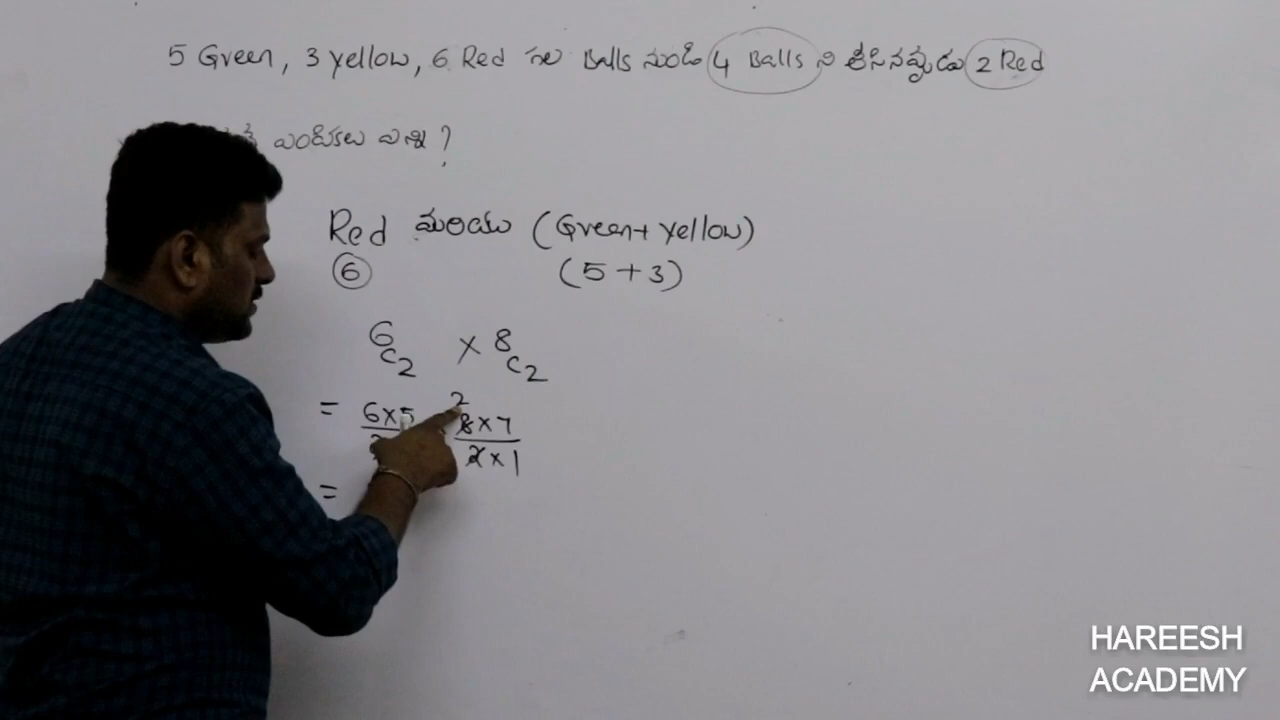 5 Green, 3 yellow, 6 Red గల Balls నుండి 4 Balls ని తీసినప్పుడు 2 Red
ఎంపికలు ఎన్ని ?
Red మరియు (Green + yellow)
6 (5 + 3)
6C2 × 8C2
= 6×5 2 8×7
2×1
=
HAREESH
ACADEMY